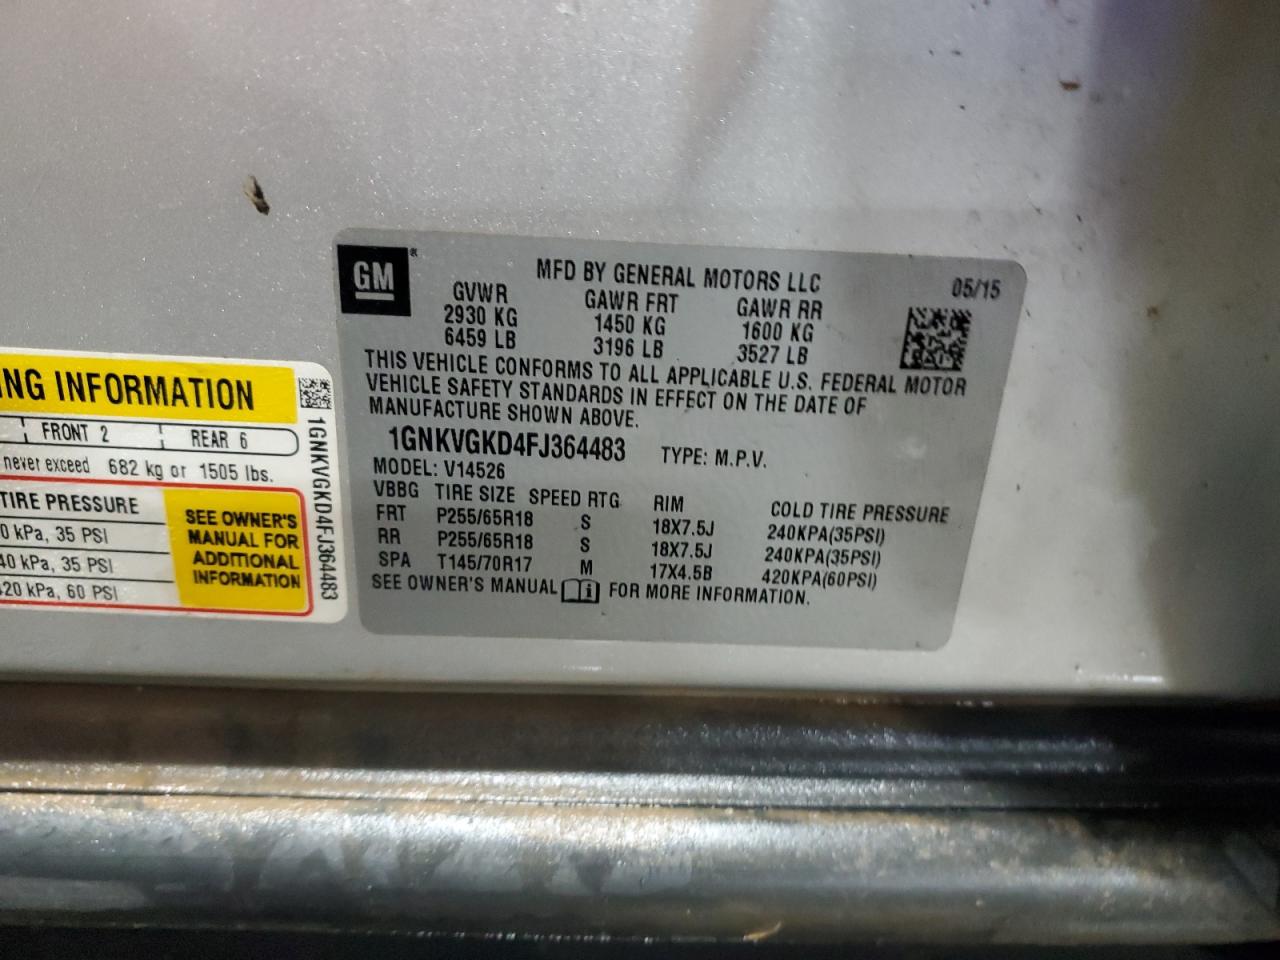 GM®
MFD BY GENERAL MOTORS LLC
05/15
GVWR GAWR FRT GAWR RR
2930 KG 1450 KG 1600 KG
6459 LB 3196 LB 3527 LB
THIS VEHICLE CONFORMS TO ALL APPLICABLE U.S. FEDERAL MOTOR
VEHICLE SAFETY STANDARDS IN EFFECT ON THE DATE OF
MANUFACTURE SHOWN ABOVE.
1GNKVGKD4FJ364483 TYPE: M.P.V.
MODEL: V14526
VBBG TIRE SIZE SPEED RTG RIM COLD TIRE PRESSURE
FRT P255/65R18 S 18X7.5J 240KPA(35PSI)
RR P255/65R18 S 18X7.5J 240KPA(35PSI)
SPA T145/70R17 M 17X4.5B 420KPA(60PSI)
SEE OWNER'S MANUAL i FOR MORE INFORMATION.
NG INFORMATION
FRONT 2 REAR 6
never exceed 682 kg or 1505 lbs.
TIRE PRESSURE
0 kPa, 35 PSI
40 kPa, 35 PSI
20 kPa, 60 PSI
SEE OWNER'S
MANUAL FOR
ADDITIONAL
INFORMATION
1GNKVGKD4FJ364483